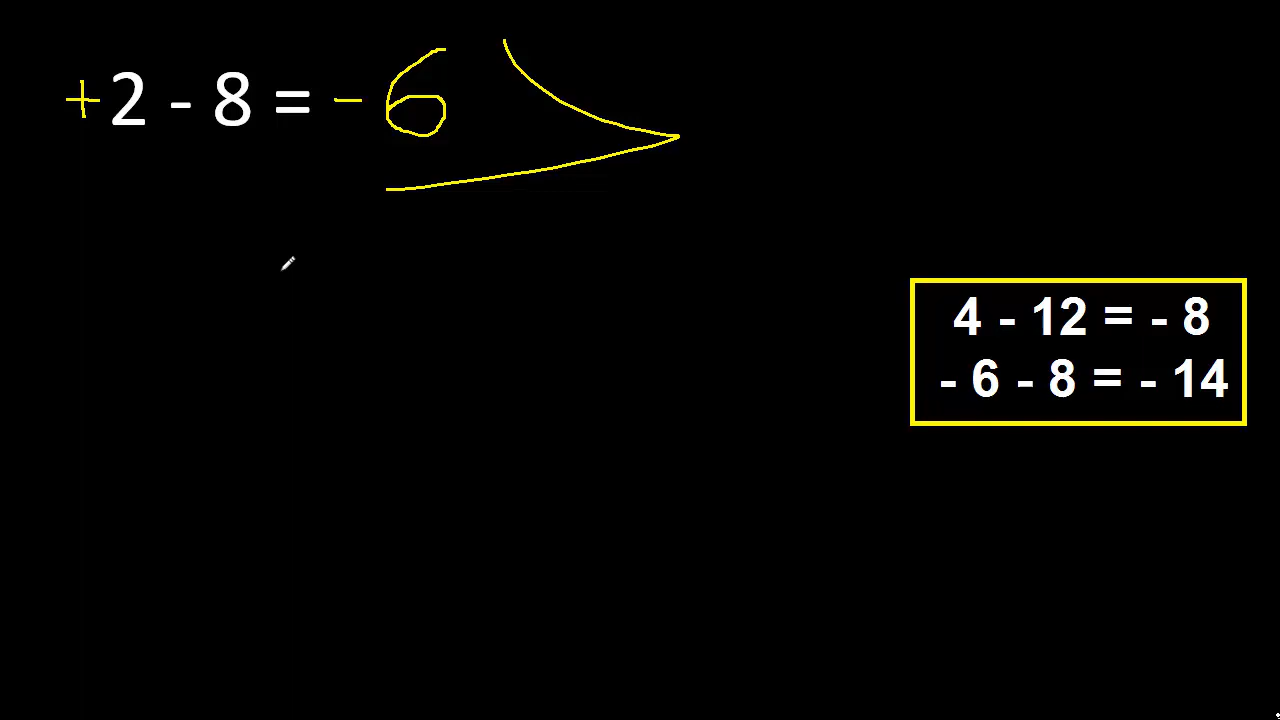 +2 - 8 = - 6
4 - 12 = - 8
- 6 - 8 = - 14